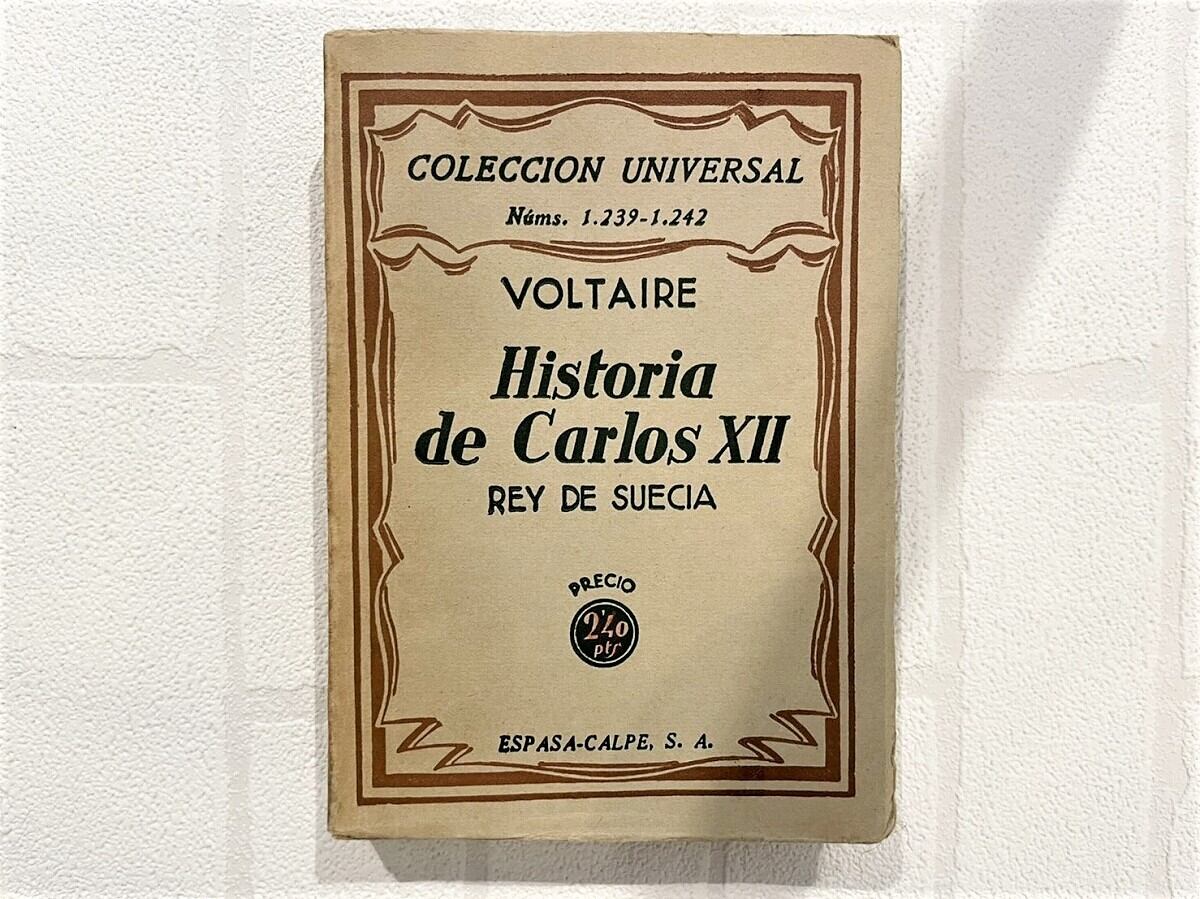 COLECCION UNIVERSAL
Núms. 1.239-1.242
VOLTAIRE
Historia
de Carlos XII
REY DE SUECIA
PRECIO
2'40
pts
ESPASA-CALPE, S. A.